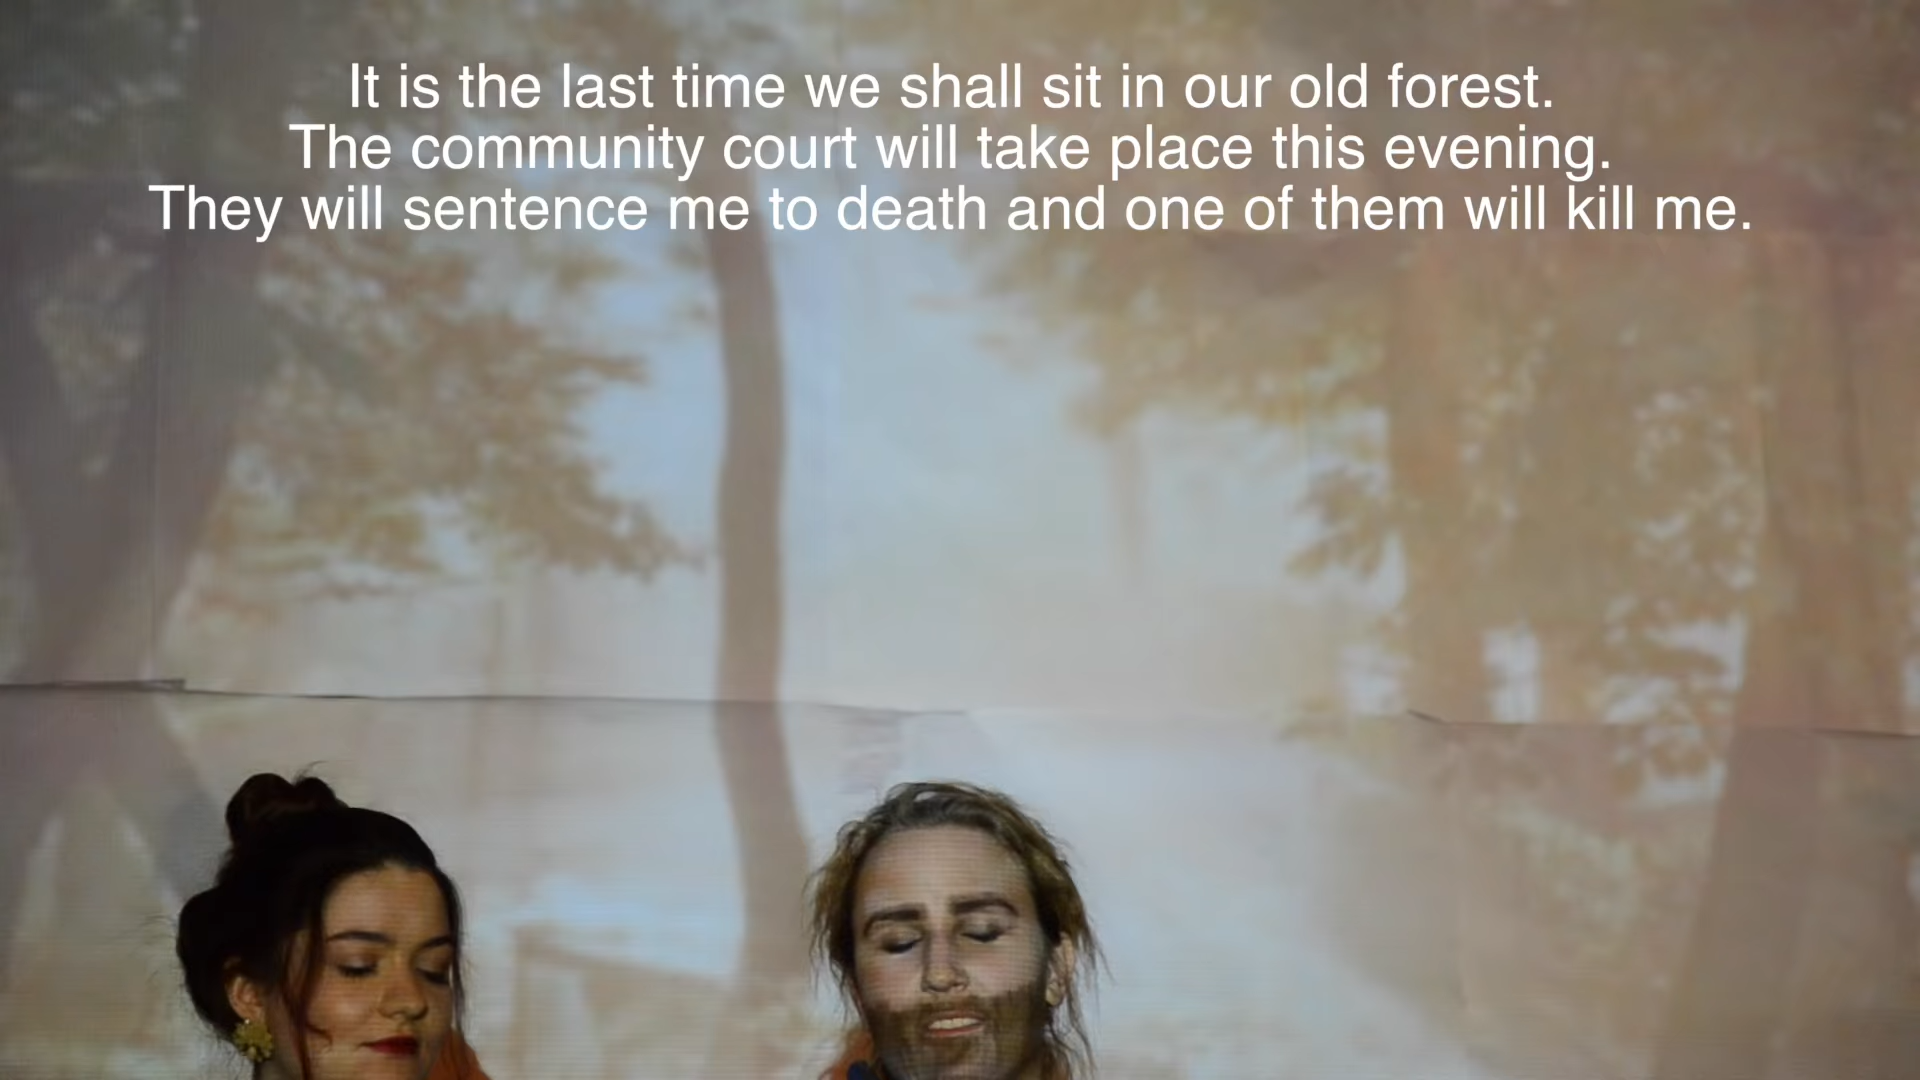 It is the last time we shall sit in our old forest.
The community court will take place this evening.
They will sentence me to death and one of them will kill me.